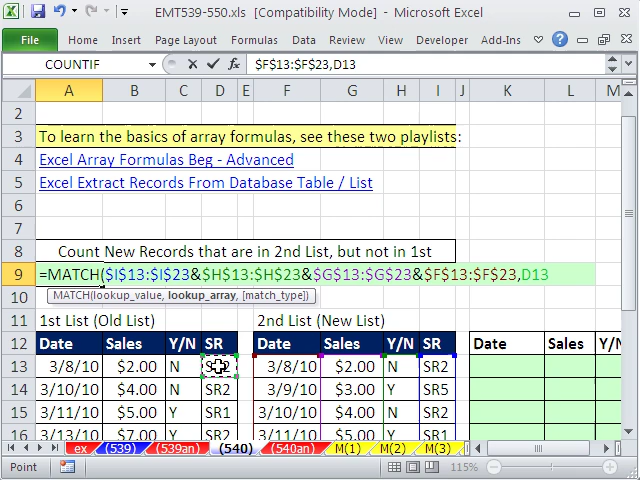 EMT539-550.xls [Compatibility Mode] - Microsoft Excel
File Home Insert Page Layout Formulas Data Review View Developer Add-Ins
COUNTIF fx $F$13:$F$23,D13
A B C D E F G H I J K L M
2
3 To learn the basics of array formulas, see these two playlists:
4 Excel Array Formulas Beg - Advanced
5 Excel Extract Records From Database Table / List
6
7
8 Count New Records that are in 2nd List, but not in 1st
9 =MATCH($I$13:$I$23&$H$13:$H$23&$G$13:$G$23&$F$13:$F$23,D13
10 MATCH(lookup_value, lookup_array, [match_type])
11 1st List (Old List) 2nd List (New List)
12 Date Sales Y/N SR Date Sales Y/N SR Date Sales Y/N
13 3/8/10 $2.00 N SR2 3/8/10 $2.00 N SR2
14 3/10/10 $4.00 N SR2 3/9/10 $3.00 Y SR5
15 3/11/10 $5.00 Y SR1 3/10/10 $4.00 N SR2
16 3/13/10 $7.00 Y SR2 3/11/10 $5.00 Y SR1
ex (539) (539an) (540) (540an) M(1) M(2) M(3)
Point 115%